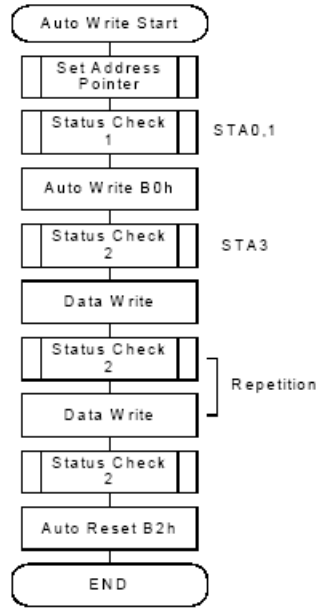 Auto Write Start
Set Address
Pointer
Status Check
1
STA0,1
Auto Write B0h
Status Check
2
STA3
Data Write
Status Check
2
Repetition
Data Write
Status Check
2
Auto Reset B2h
END